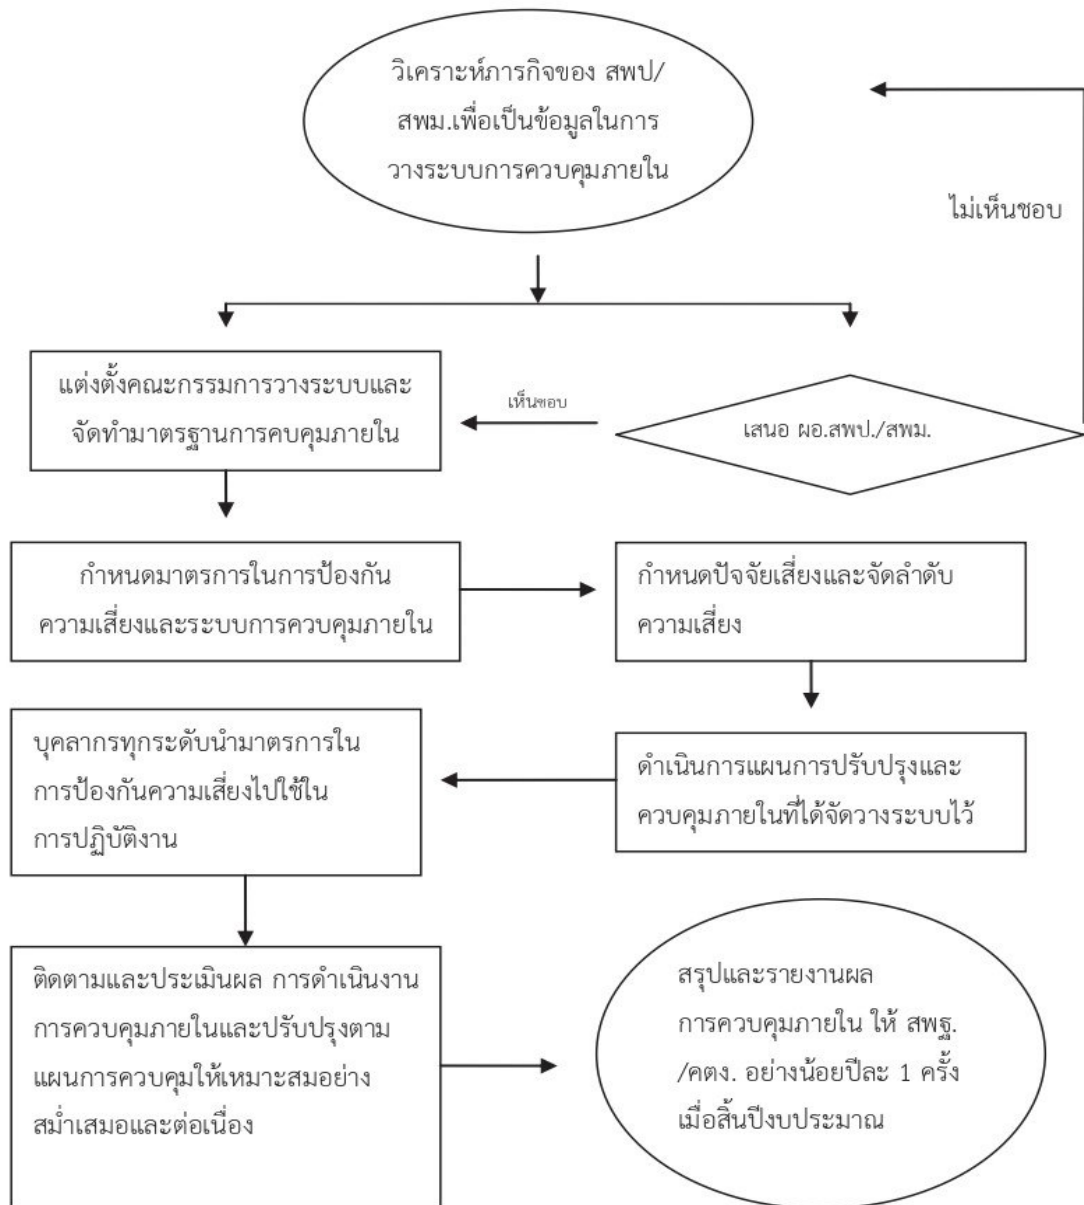 วิเคราะห์ภารกิจของ สพป/
สพม.เพื่อเป็นข้อมูลในการ
วางระบบการควบคุมภายใน
ไม่เห็นชอบ
แต่งตั้งคณะกรรมการวางระบบและ
จัดทำมาตรฐานการคบคุมภายใน
เห็นชอบ
เสนอ ผอ.สพป./สพม.
กำหนดมาตรการในการป้องกัน
ความเสี่ยงและระบบการควบคุมภายใน
กำหนดปัจจัยเสี่ยงและจัดลำดับ
ความเสี่ยง
บุคลากรทุกระดับนำมาตรการใน
การป้องกันความเสี่ยงไปใช้ใน
การปฏิบัติงาน
ดำเนินการแผนการปรับปรุงและ
ควบคุมภายในที่ได้จัดวางระบบไว้
ติดตามและประเมินผล การดำเนินงาน
การควบคุมภายในและปรับปรุงตาม
แผนการควบคุมให้เหมาะสมอย่าง
สม่ำเสมอและต่อเนื่อง
สรุปและรายงานผล
การควบคุมภายใน ให้ สพฐ.
/คตง. อย่างน้อยปีละ 1 ครั้ง
เมื่อสิ้นปีงบประมาณ